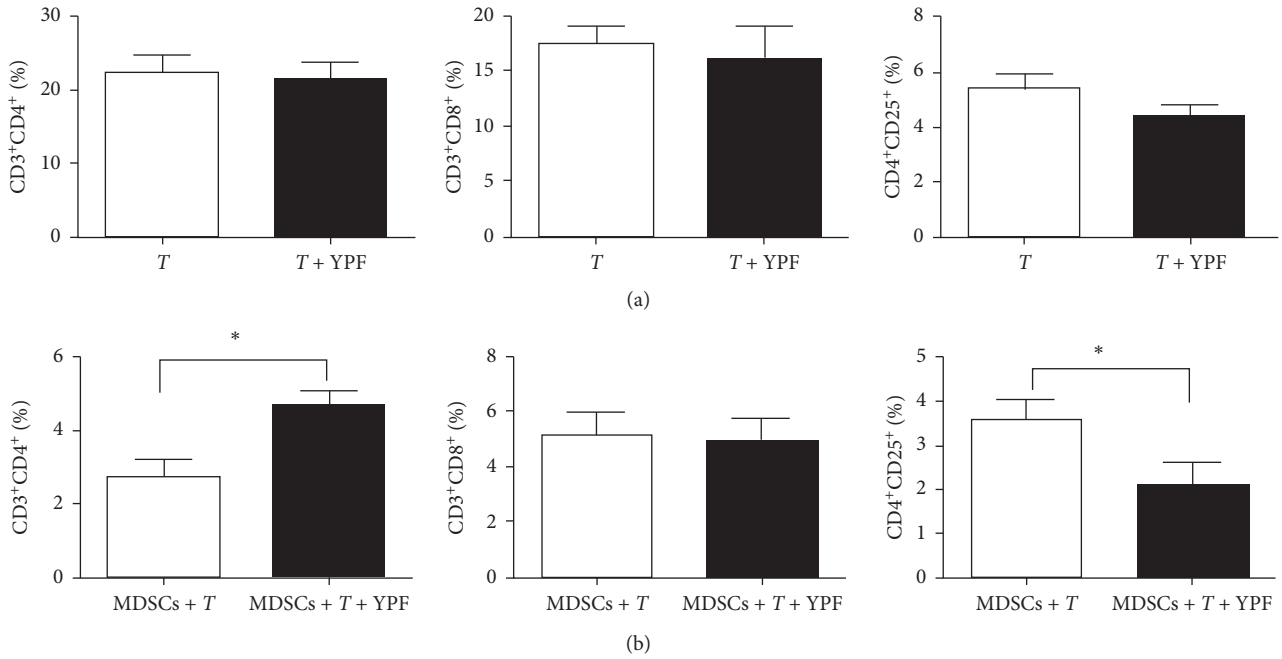 CD3⁺CD4⁺ (%)
30
20
10
0
T
T + YPF
CD3⁺CD8⁺ (%)
20
15
10
5
0
T
T + YPF
CD4⁺CD25⁺ (%)
8
6
4
2
0
T
T + YPF
(a)
CD3⁺CD4⁺ (%)
6
4
2
0
*
MDSCs + T
MDSCs + T + YPF
CD3⁺CD8⁺ (%)
8
6
4
2
0
MDSCs + T
MDSCs + T + YPF
CD4⁺CD25⁺ (%)
5
4
3
2
1
0
*
MDSCs + T
MDSCs + T + YPF
(b)